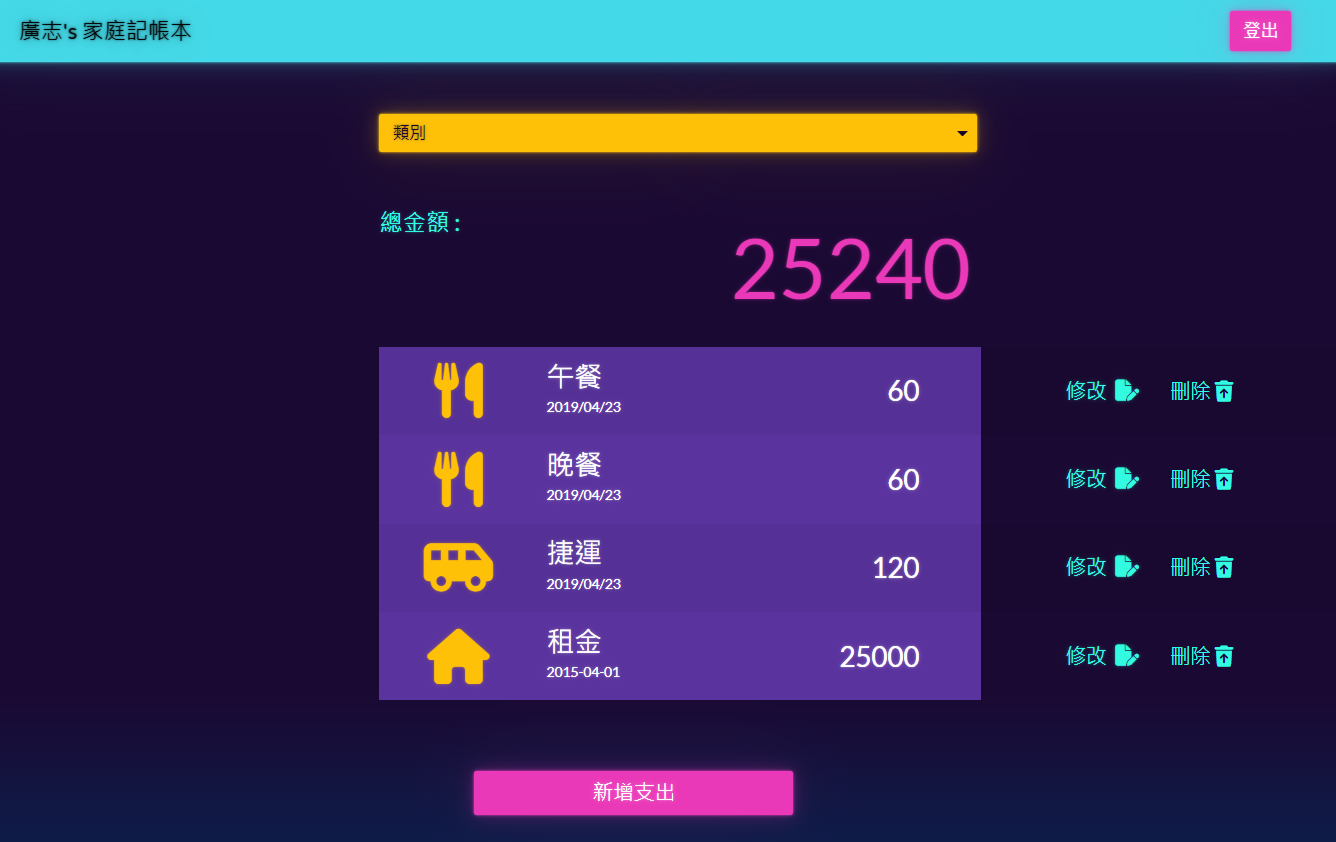 廣志's 家庭記帳本
登出
類別
總金額 :
25240
午餐
2019/04/23
60
修改 刪除
晚餐
2019/04/23
60
修改 刪除
捷運
2019/04/23
120
修改 刪除
租金
2015-04-01
25000
修改 刪除
新增支出